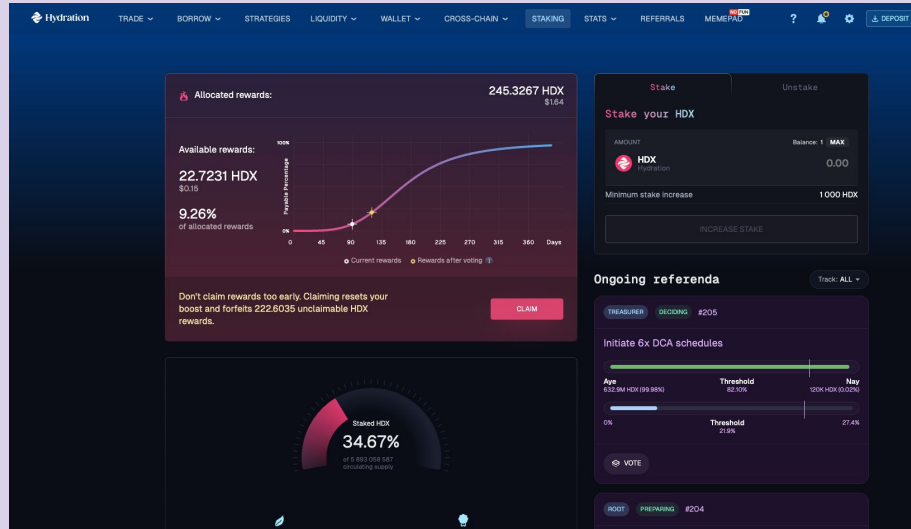 Hydration
TRADE
BORROW
STRATEGIES
LIQUIDITY
WALLET
CROSS-CHAIN
STAKING
STATS
REFERRALS
MEMEPAD
NO FUN
?
DEPOSIT
Allocated rewards:
245.3267 HDX
$1.64
Available rewards:
22.7231 HDX
$0.15
9.26%
of allocated rewards
100%
Payable Percentage
0%
0 45 90 135 180 225 270 315 360 Days
Current rewards
Rewards after voting
Don't claim rewards too early. Claiming resets your
boost and forfeits 222.6035 unclaimable HDX
rewards.
CLAIM
Staked HDX
34.67%
of 5 893 058 587
circulating supply
Stake
Unstake
Stake your HDX
AMOUNT
Balance: 1 MAX
HDX
Hydration
0.00
Minimum stake increase
1 000 HDX
INCREASE STAKE
Ongoing referenda
Track: ALL
TREASURER
DECIDING
#205
Initiate 6x DCA schedules
Aye
Threshold
Nay
632.9M HDX (99.98%)
82.10%
120K HDX (0.02%)
0%
Threshold
27.4%
21.9%
VOTE
ROOT
PREPARING
#204